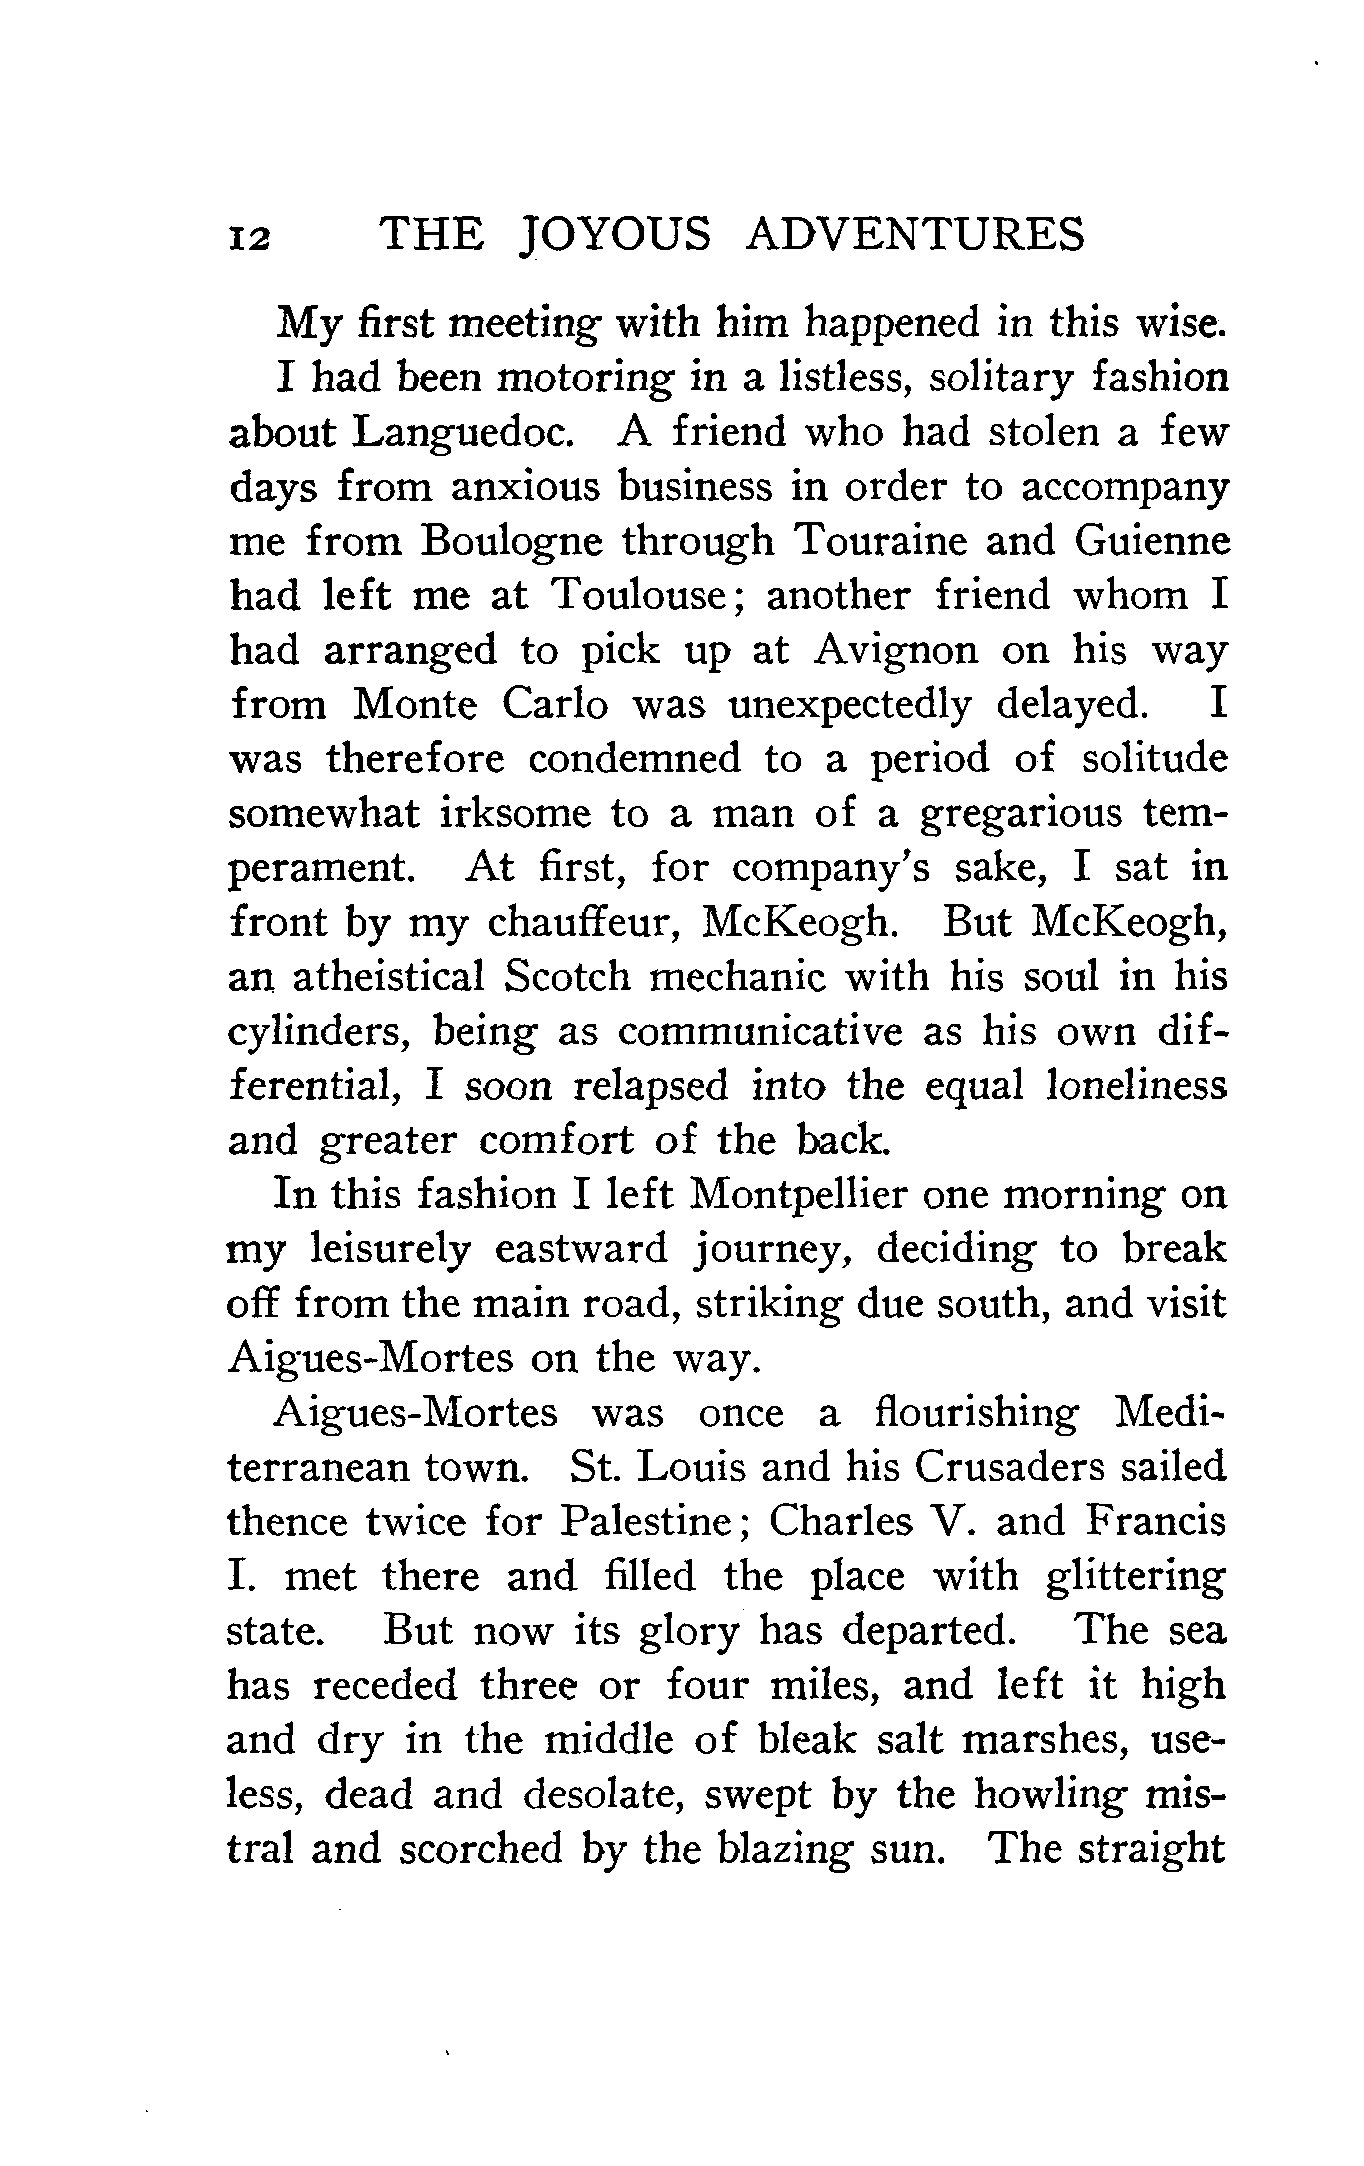 12 THE JOYOUS ADVENTURES
My first meeting with him happened in this wise.
I had been motoring in a listless, solitary fashion
about Languedoc. A friend who had stolen a few
days from anxious business in order to accompany
me from Boulogne through Touraine and Guienne
had left me at Toulouse; another friend whom I
had arranged to pick up at Avignon on his way
from Monte Carlo was unexpectedly delayed. I
was therefore condemned to a period of solitude
somewhat irksome to a man of a gregarious tem-
perament. At first, for company's sake, I sat in
front by my chauffeur, McKeogh. But McKeogh,
an atheistical Scotch mechanic with his soul in his
cylinders, being as communicative as his own dif-
ferential, I soon relapsed into the equal loneliness
and greater comfort of the back.
In this fashion I left Montpellier one morning on
my leisurely eastward journey, deciding to break
off from the main road, striking due south, and visit
Aigues-Mortes on the way.
Aigues-Mortes was once a flourishing Medi-
terranean town. St. Louis and his Crusaders sailed
thence twice for Palestine; Charles V. and Francis
I. met there and filled the place with glittering
state. But now its glory has departed. The sea
has receded three or four miles, and left it high
and dry in the middle of bleak salt marshes, use-
less, dead and desolate, swept by the howling mis-
tral and scorched by the blazing sun. The straight